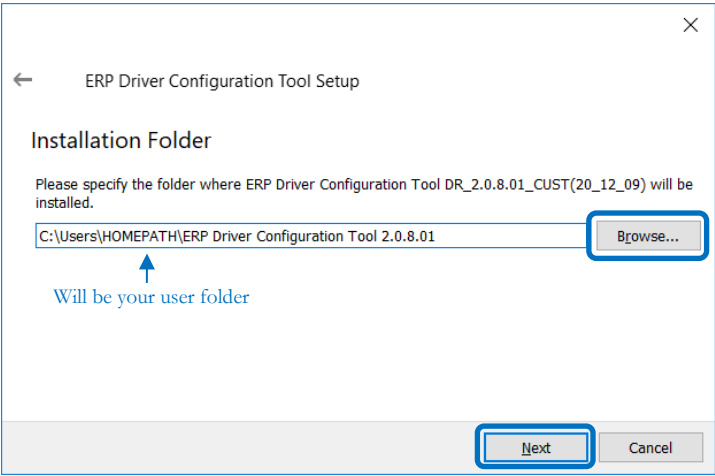 ERP Driver Configuration Tool Setup
Installation Folder
Please specify the folder where ERP Driver Configuration Tool DR_2.0.8.01_CUST(20_12_09) will be
installed.
C:\Users\HOMEPATH\ERP Driver Configuration Tool 2.0.8.01
Browse...
Will be your user folder
Next
Cancel